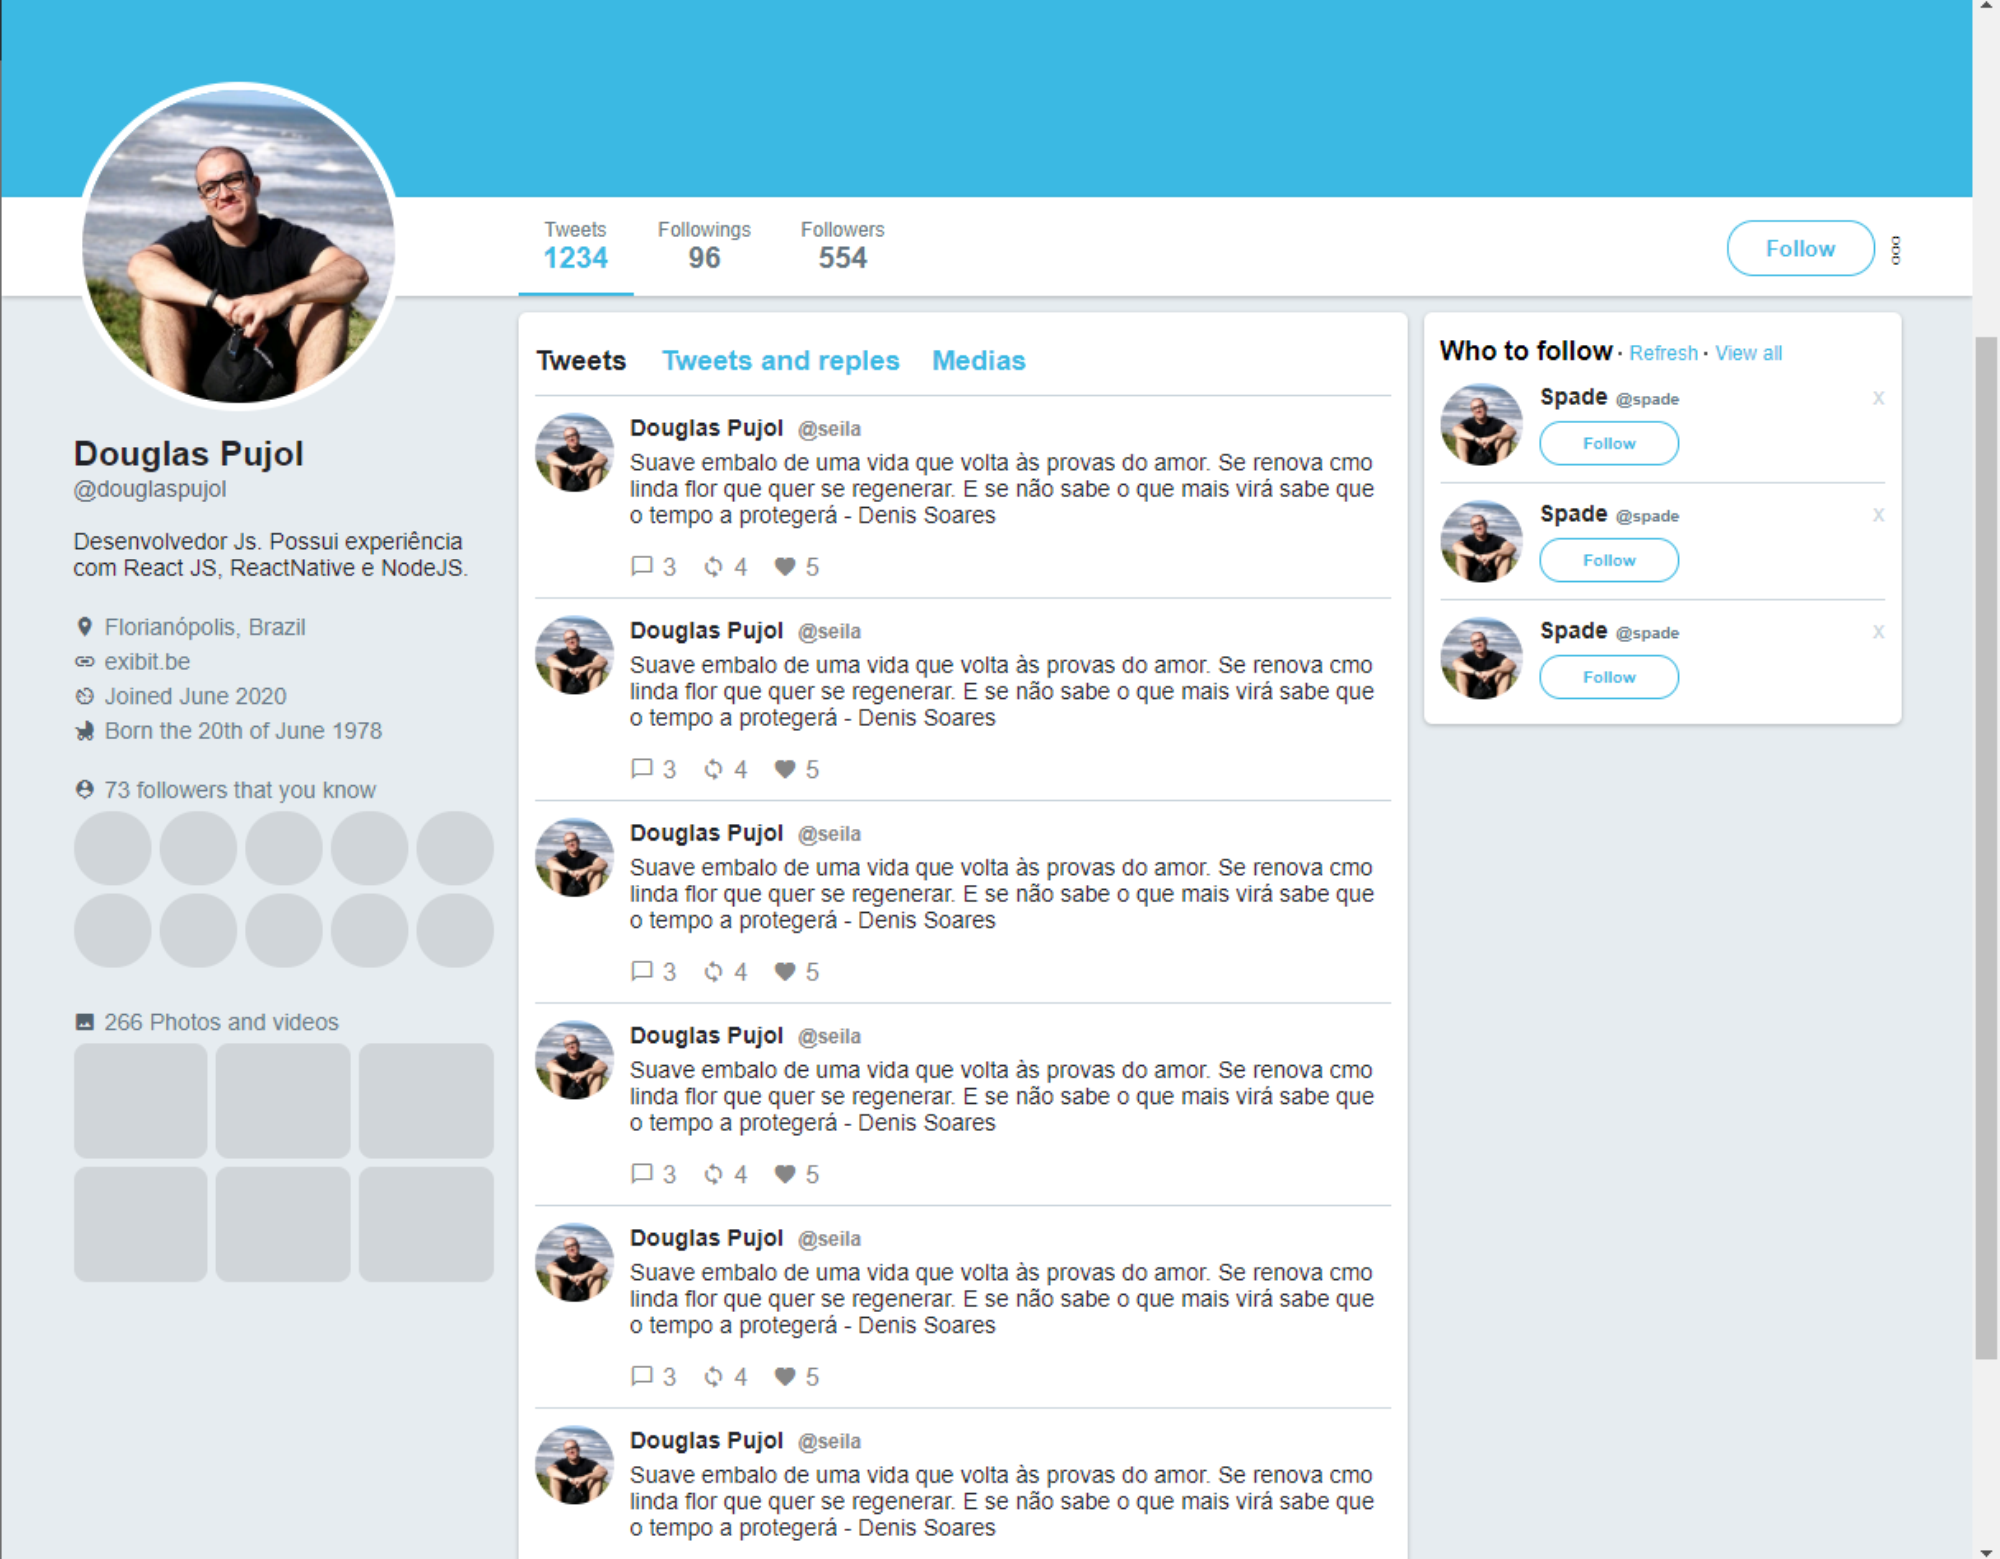 Tweets
1234
Followings
96
Followers
554
Follow
Douglas Pujol
@douglaspujol
Desenvolvedor Js. Possui experiência
com React JS, ReactNative e NodeJS.
Florianópolis, Brazil
exibit.be
Joined June 2020
Born the 20th of June 1978
73 followers that you know
266 Photos and videos
Tweets Tweets and reples Medias
Douglas Pujol @seila
Suave embalo de uma vida que volta às provas do amor. Se renova cmo
linda flor que quer se regenerar. E se não sabe o que mais virá sabe que
o tempo a protegerá - Denis Soares
3 4 5
Douglas Pujol @seila
Suave embalo de uma vida que volta às provas do amor. Se renova cmo
linda flor que quer se regenerar. E se não sabe o que mais virá sabe que
o tempo a protegerá - Denis Soares
3 4 5
Douglas Pujol @seila
Suave embalo de uma vida que volta às provas do amor. Se renova cmo
linda flor que quer se regenerar. E se não sabe o que mais virá sabe que
o tempo a protegerá - Denis Soares
3 4 5
Douglas Pujol @seila
Suave embalo de uma vida que volta às provas do amor. Se renova cmo
linda flor que quer se regenerar. E se não sabe o que mais virá sabe que
o tempo a protegerá - Denis Soares
3 4 5
Douglas Pujol @seila
Suave embalo de uma vida que volta às provas do amor. Se renova cmo
linda flor que quer se regenerar. E se não sabe o que mais virá sabe que
o tempo a protegerá - Denis Soares
3 4 5
Douglas Pujol @seila
Suave embalo de uma vida que volta às provas do amor. Se renova cmo
linda flor que quer se regenerar. E se não sabe o que mais virá sabe que
o tempo a protegerá - Denis Soares
Who to follow · Refresh · View all
Spade @spade x
Follow
Spade @spade x
Follow
Spade @spade x
Follow